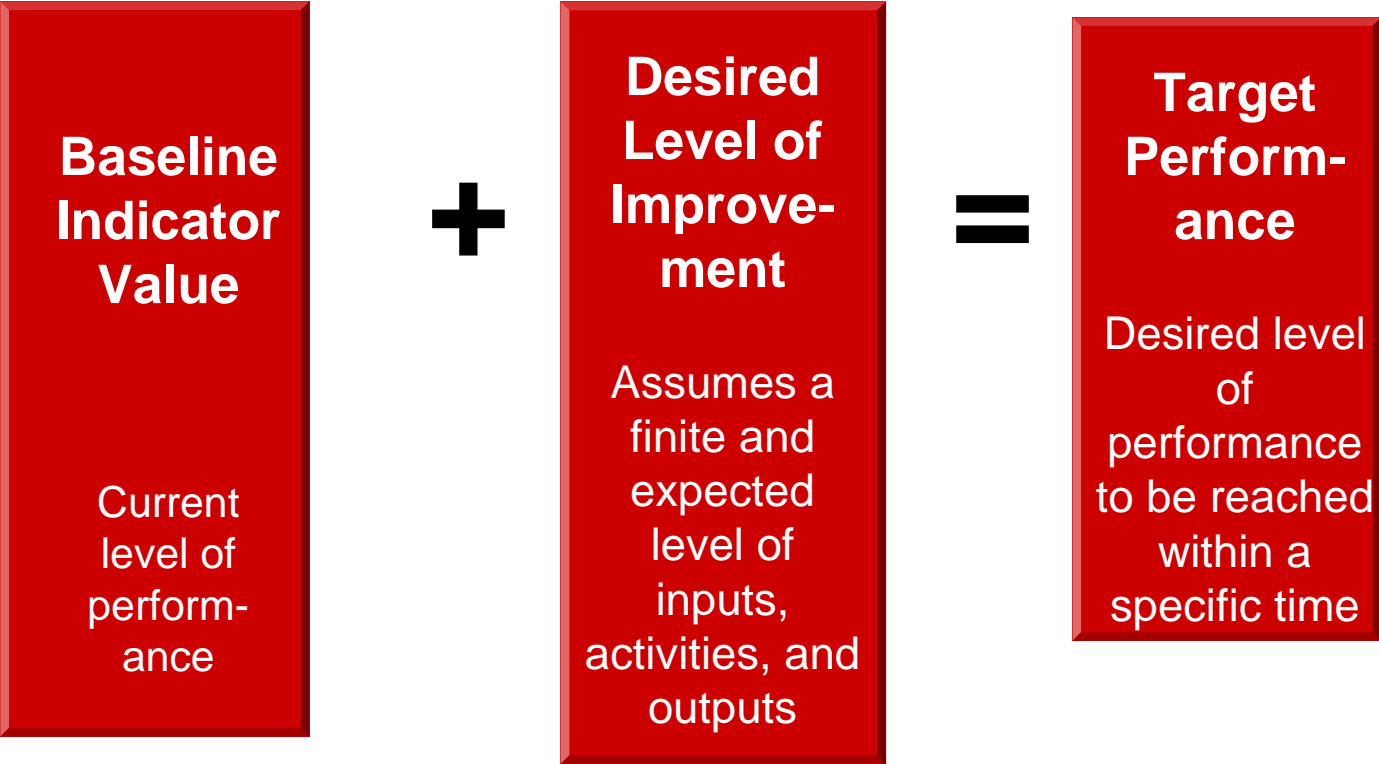 Baseline
Indicator
Value
Current
level of
perform-
ance
+
Desired
Level of
Improve-
ment
Assumes a
finite and
expected
level of
inputs,
activities, and
outputs
=
Target
Perform-
ance
Desired level
of
performance
to be reached
within a
specific time